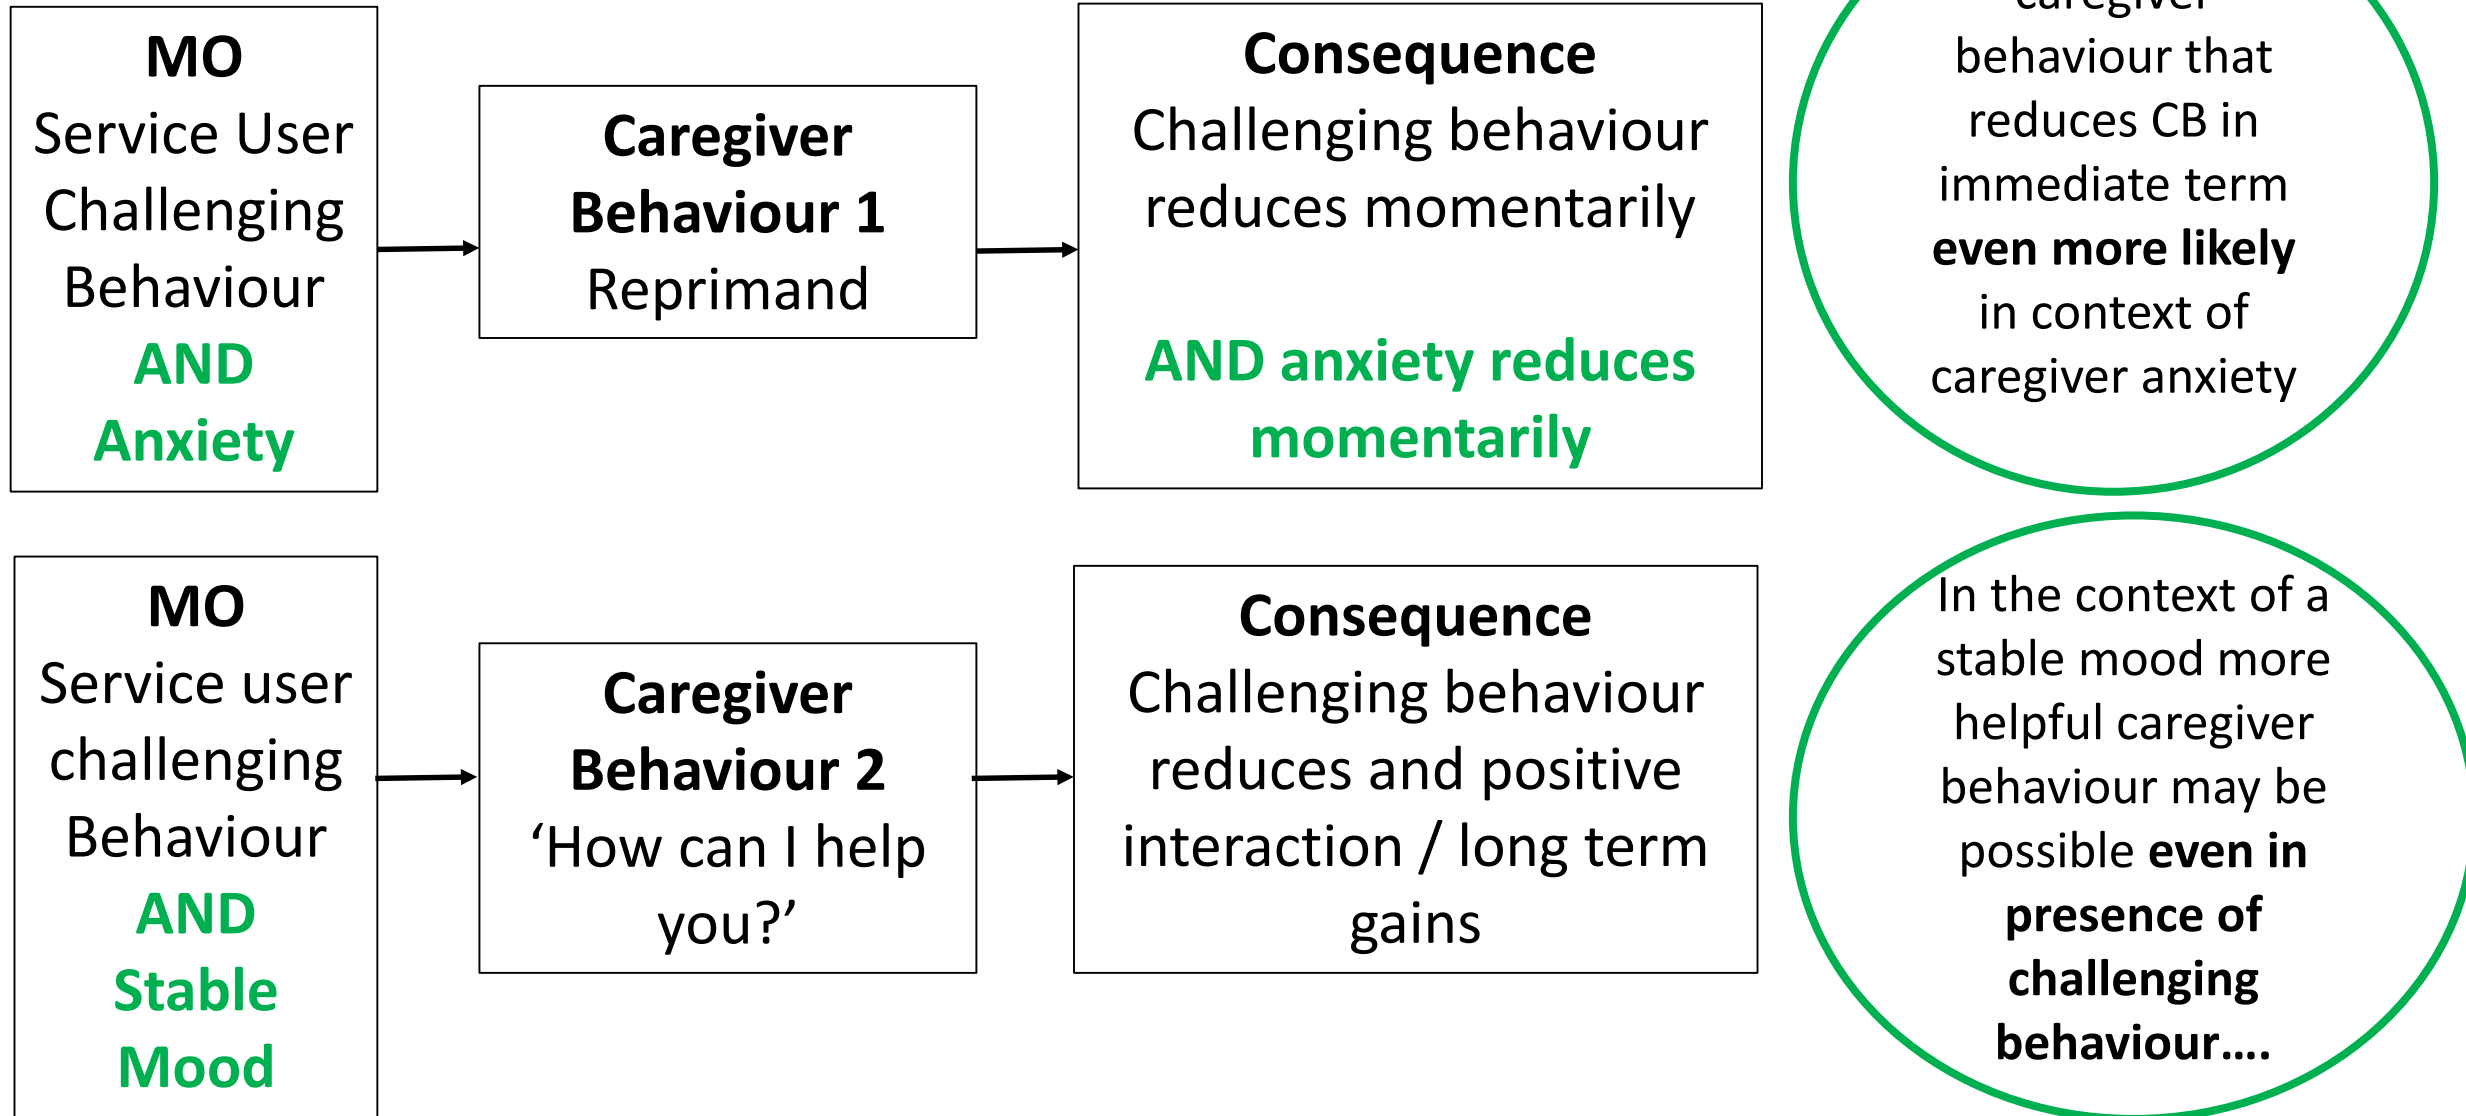 MO
Service User
Challenging
Behaviour
AND
Anxiety
Caregiver
Behaviour 1
Reprimand
Consequence
Challenging behaviour
reduces momentarily
AND anxiety reduces
momentarily
caregiver
behaviour that
reduces CB in
immediate term
even more likely
in context of
caregiver anxiety
MO
Service user
challenging
Behaviour
AND
Stable
Mood
Caregiver
Behaviour 2
‘How can I help
you?’
Consequence
Challenging behaviour
reduces and positive
interaction / long term
gains
In the context of a
stable mood more
helpful caregiver
behaviour may be
possible even in
presence of
challenging
behaviour....